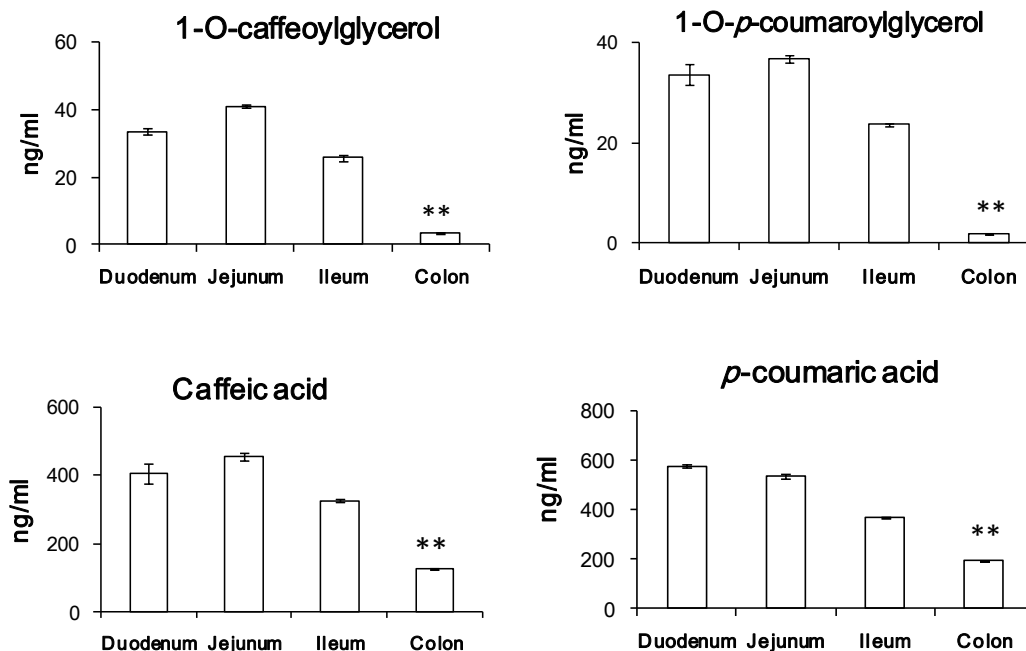 1-O-caffeoylglycerol
60
40
20
0
ng/ml
**
Duodenum Jejunum Ileum Colon
1-O-p-coumaroylglycerol
40
20
0
ng/ml
**
Duodenum Jejunum Ileum Colon
Caffeic acid
600
400
200
0
ng/ml
**
Duodenum Jejunum Ileum Colon
p-coumaric acid
800
600
400
200
0
ng/ml
**
Duodenum Jejunum Ileum Colon